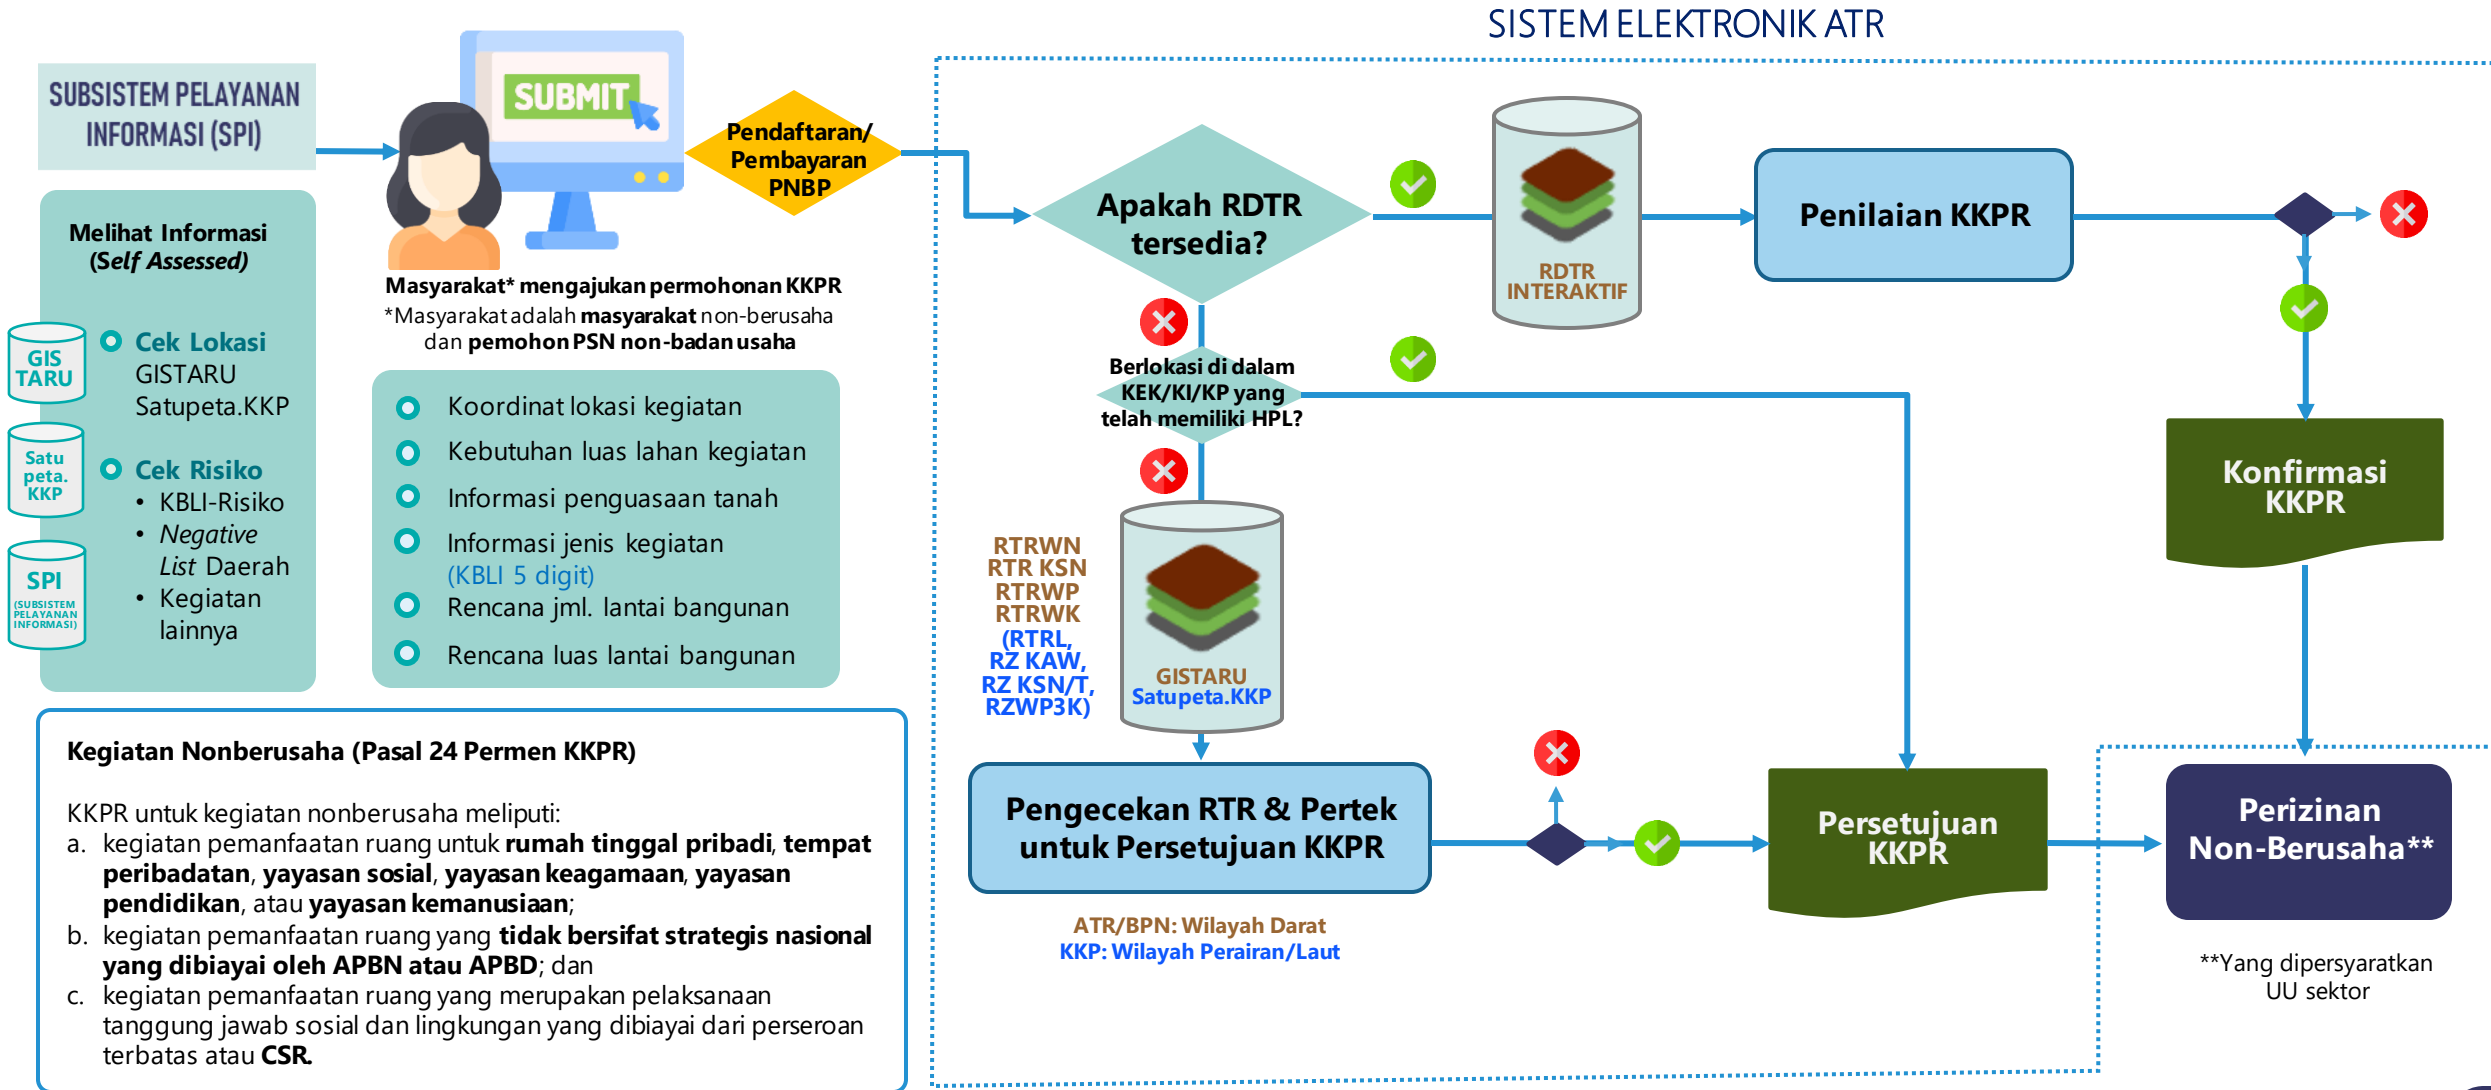 SISTEM ELEKTRONIK ATR
SUBSISTEM PELAYANAN
INFORMASI (SPI)
Melihat Informasi
(Self Assessed)
GIS
TARU
Cek Lokasi
GISTARU
Satupeta.KKP
Satu
peta.
KKP
Cek Risiko
• KBLI-Risiko
• Negative
List Daerah
• Kegiatan
lainnya
SPI
(SUBSISTEM
PELAYANAN
INFORMASI)
SUBMIT
Masyarakat* mengajukan permohonan KKPR
*Masyarakat adalah masyarakat non-berusaha
dan pemohon PSN non-badan usaha
Koordinat lokasi kegiatan
Kebutuhan luas lahan kegiatan
Informasi penguasaan tanah
Informasi jenis kegiatan
(KBLI 5 digit)
Rencana jml. lantai bangunan
Rencana luas lantai bangunan
Pendaftaran/
Pembayaran
PNBP
Apakah RDTR
tersedia?
RDTR
INTERAKTIF
Penilaian KKPR
Berlokasi di dalam
KEK/KI/KP yang
telah memiliki HPL?
Konfirmasi
KKPR
RTRWN
RTR KSN
RTRWP
RTRWK
(RTRL,
RZ KAW,
RZ KSN/T,
RZWP3K)
GISTARU
Satupeta.KKP
Pengecekan RTR & Pertek
untuk Persetujuan KKPR
ATR/BPN: Wilayah Darat
KKP: Wilayah Perairan/Laut
Persetujuan
KKPR
Perizinan
Non-Berusaha**
**Yang dipersyaratkan
UU sektor
Kegiatan Nonberusaha (Pasal 24 Permen KKPR)
KKPR untuk kegiatan nonberusaha meliputi:
a. kegiatan pemanfaatan ruang untuk rumah tinggal pribadi, tempat
peribadatan, yayasan sosial, yayasan keagamaan, yayasan
pendidikan, atau yayasan kemanusiaan;
b. kegiatan pemanfaatan ruang yang tidak bersifat strategis nasional
yang dibiayai oleh APBN atau APBD; dan
c. kegiatan pemanfaatan ruang yang merupakan pelaksanaan
tanggung jawab sosial dan lingkungan yang dibiayai dari perseroan
terbatas atau CSR.